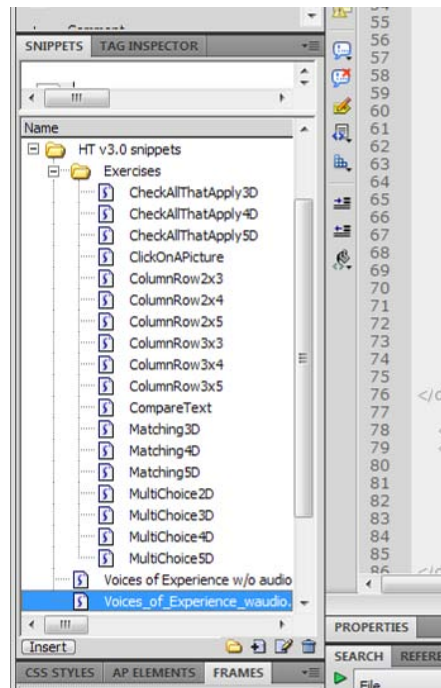 Comment
SNIPPETS TAG INSPECTOR
Name
HT v3.0 snippets
Exercises
CheckAllThatApply3D
CheckAllThatApply4D
CheckAllThatApply5D
ClickOnAPicture
ColumnRow2x3
ColumnRow2x4
ColumnRow2x5
ColumnRow3x3
ColumnRow3x4
ColumnRow3x5
CompareText
Matching3D
Matching4D
Matching5D
MultiChoice2D
MultiChoice3D
MultiChoice4D
MultiChoice5D
Voices of Experience w/o audio
Voices_of_Experience_waudio.
Insert
CSS STYLES AP ELEMENTS FRAMES
54
55
56
57
58
59
60
61
62
63
64
65
66
67
68
69
70
71
72
73
74
75
76 </d
77
78 <
79 <
80
81
82
83
84
85
86 </d
PROPERTIES
SEARCH REFERE
File